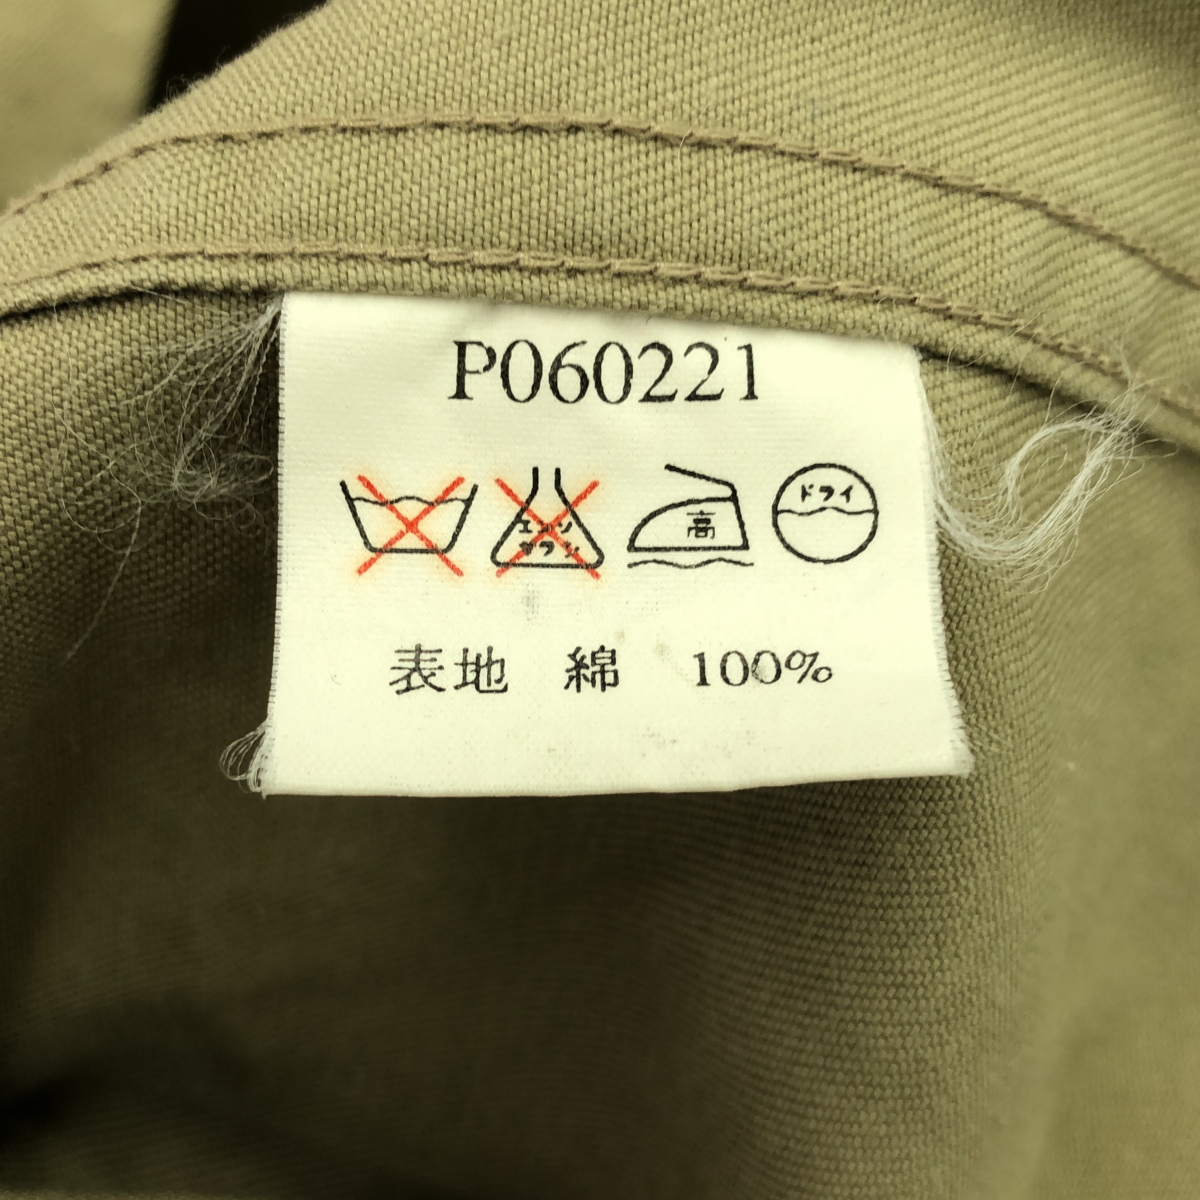 P060221
エンソ
サラシ
高
ドライ
表地 綿 100%